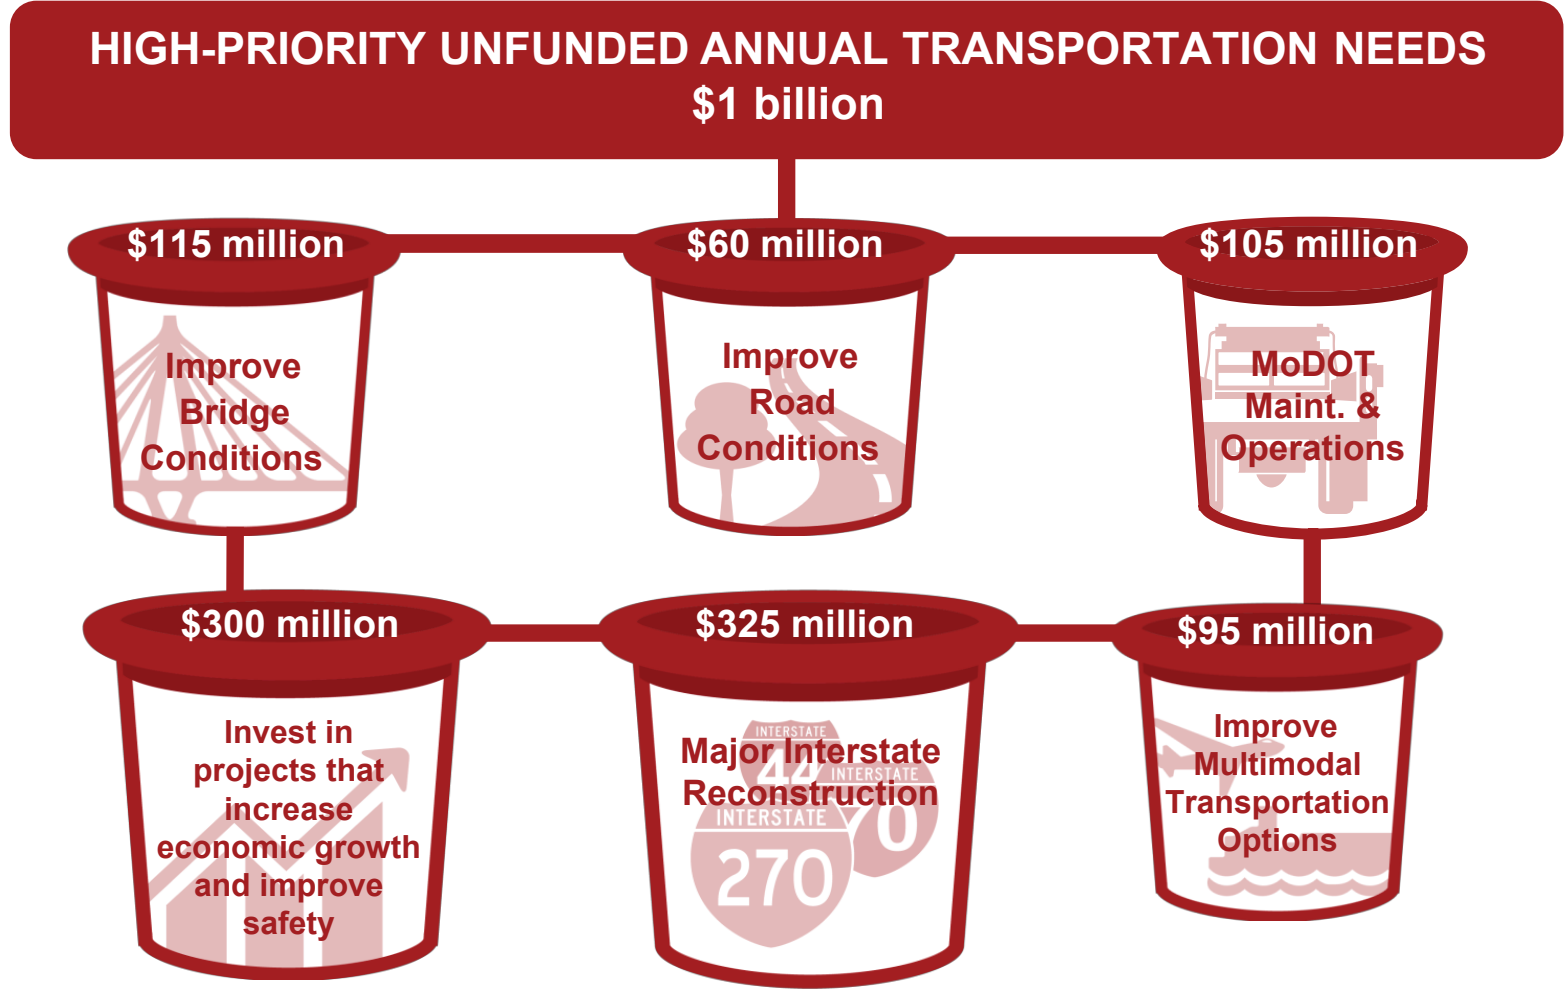 HIGH-PRIORITY UNFUNDED ANNUAL TRANSPORTATION NEEDS
$1 billion
$115 million
Improve
Bridge
Conditions
$60 million
Improve
Road
Conditions
$105 million
MoDOT
Maint. &
Operations
$300 million
Invest in
projects that
increase
economic growth
and improve
safety
$325 million
Major Interstate
Reconstruction
INTERSTATE
44
INTERSTATE
70
INTERSTATE
270
$95 million
Improve
Multimodal
Transportation
Options